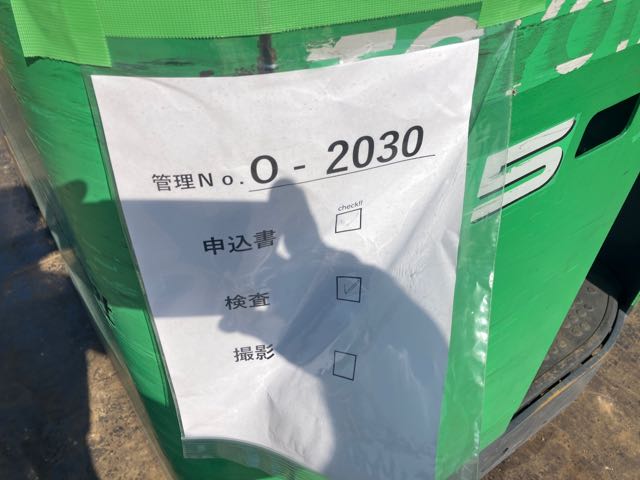 管理No. O - 2030
check!!
申込書
検査
撮影
S